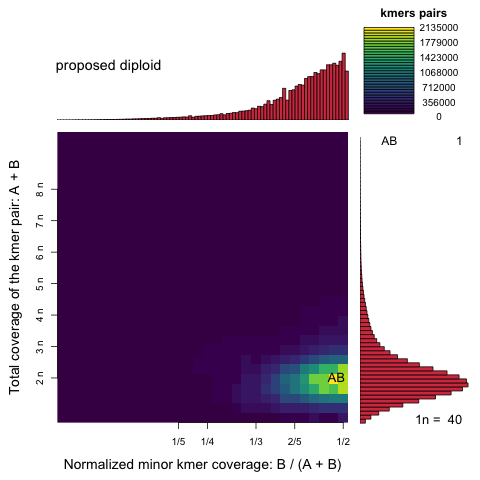 kmers pairs
proposed diploid
2135000
1779000
1423000
1068000
712000
356000
0
AB 1
8 n
7 n
6 n
5 n
4 n
3 n
2 n
Total coverage of the kmer pair: A + B
AB
1n = 40
1/5 1/4 1/3 2/5 1/2
Normalized minor kmer coverage: B / (A + B)